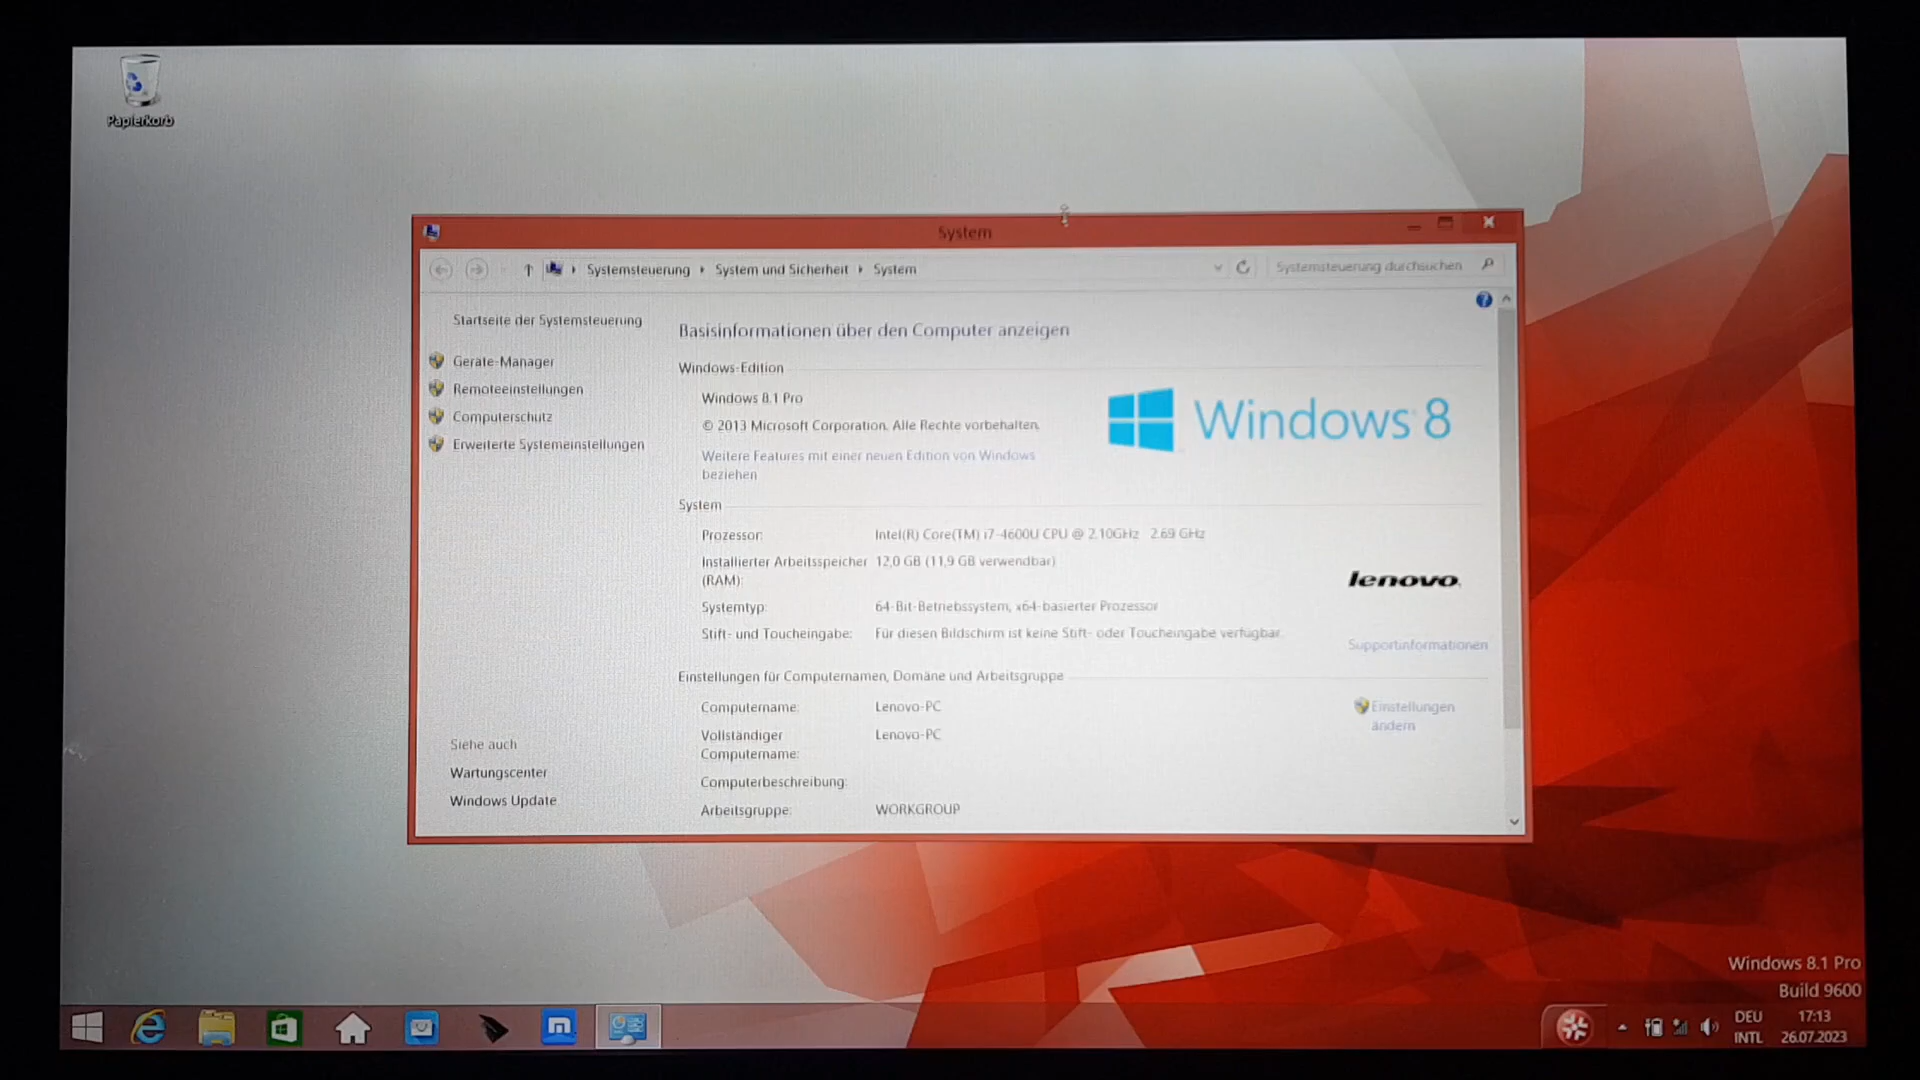 Papierkorb
System
Systemsteuerung System und Sicherheit System
Systemsteuerung durchsuchen
Startseite der Systemsteuerung
Geräte-Manager
Remoteeinstellungen
Computerschutz
Erweiterte Systemeinstellungen
Siehe auch
Wartungscenter
Windows Update
Basisinformationen über den Computer anzeigen
Windows-Edition
Windows 8.1 Pro
© 2013 Microsoft Corporation. Alle Rechte vorbehalten.
Weitere Features mit einer neuen Edition von Windows
beziehen
Windows 8
System
Prozessor: Intel(R) Core(TM) i7-4600U CPU @ 2.10GHz 2.69 GHz
Installierter Arbeitsspeicher 12,0 GB (11,9 GB verwendbar)
(RAM):
Systemtyp: 64-Bit-Betriebssystem, x64-basierter Prozessor
Stift- und Toucheingabe: Für diesen Bildschirm ist keine Stift- oder Toucheingabe verfügbar.
lenovo
Supportinformationen
Einstellungen für Computernamen, Domäne und Arbeitsgruppe
Computername: Lenovo-PC
Vollständiger Lenovo-PC
Computername:
Computerbeschreibung:
Arbeitsgruppe: WORKGROUP
Einstellungen
ändern
Windows 8.1 Pro
Build 9600
DEU 17:13
INTL 26.07.2023